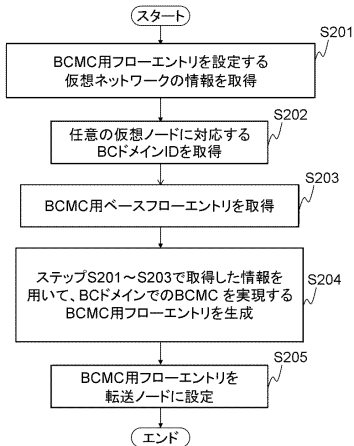 スタート
S201
BCMC用フローエントリを設定する
仮想ネットワークの情報を取得
S202
任意の仮想ノードに対応する
BCドメインIDを取得
S203
BCMC用ベースフローエントリを取得
S204
ステップS201～S203で取得した情報を
用いて、BCドメインでのBCMC を実現する
BCMC用フローエントリを生成
S205
BCMC用フローエントリを
転送ノードに設定
エンド